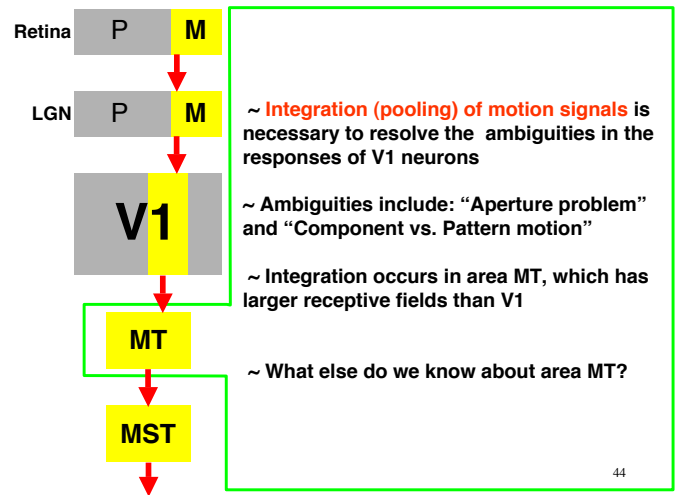 Retina P M
LGN P M
V1
MT
MST
~ Integration (pooling) of motion signals is
necessary to resolve the ambiguities in the
responses of V1 neurons
~ Ambiguities include: “Aperture problem”
and “Component vs. Pattern motion”
~ Integration occurs in area MT, which has
larger receptive fields than V1
~ What else do we know about area MT?
44